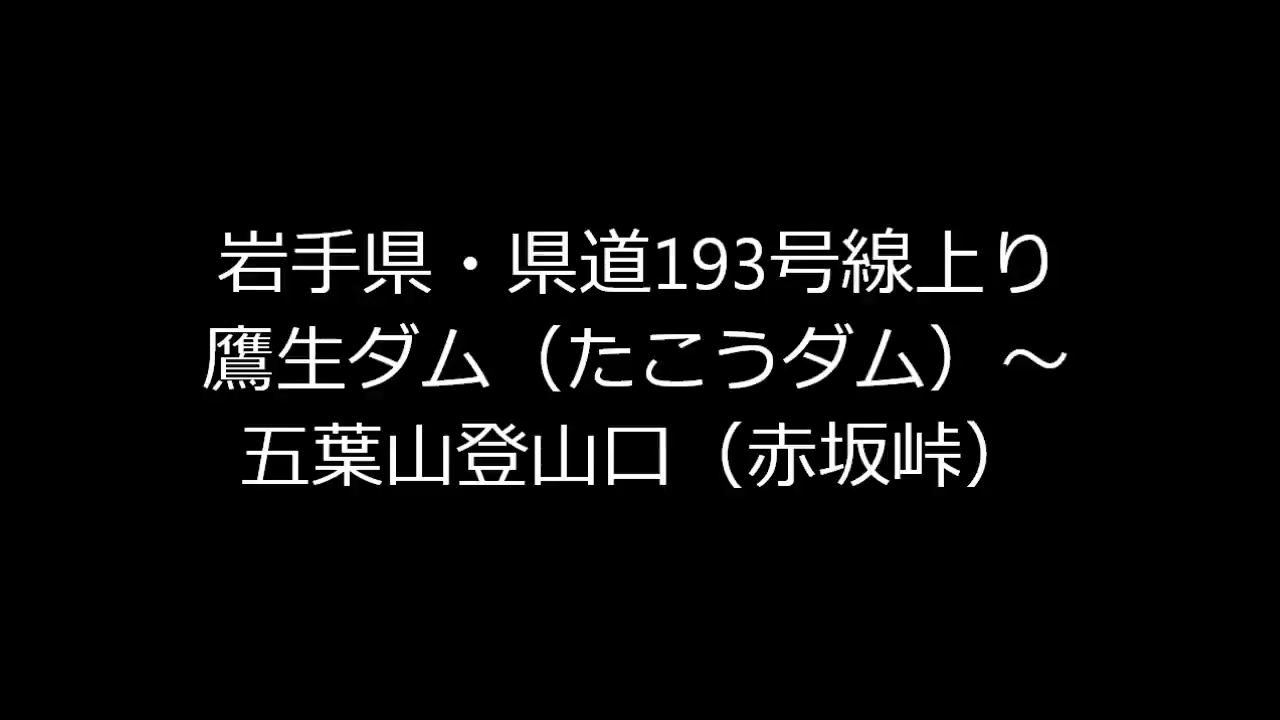 岩手県・県道193号線上り
鷹生ダム（たこうダム）～
五葉山登山口（赤坂峠）